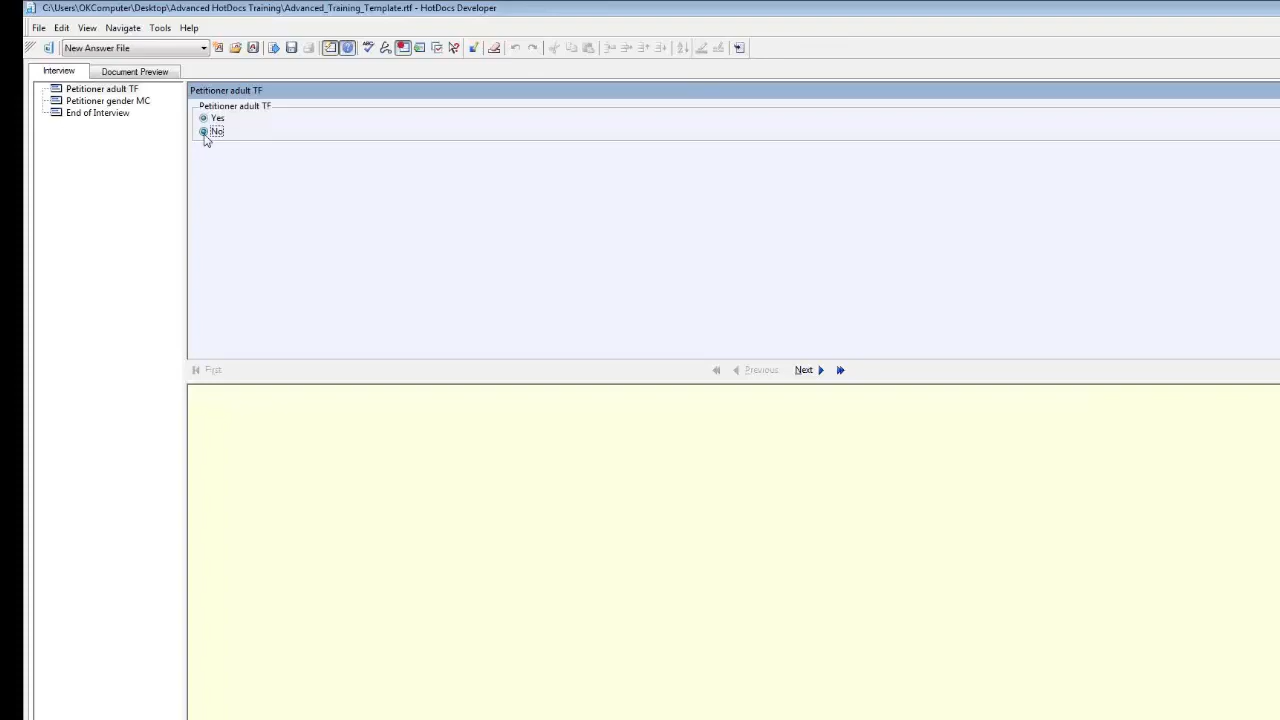 C:\Users\QKComputer\Desktop\Advanced HotDocs Training\Advanced_Training_Template.rtf - HotDocs Developer
File Edit View Navigate Tools Help
New Answer File
Interview Document Preview
Petitioner adult TF
Petitioner gender MC
End of Interview
Petitioner adult TF
Petitioner adult TF
Yes
No
First Previous Next